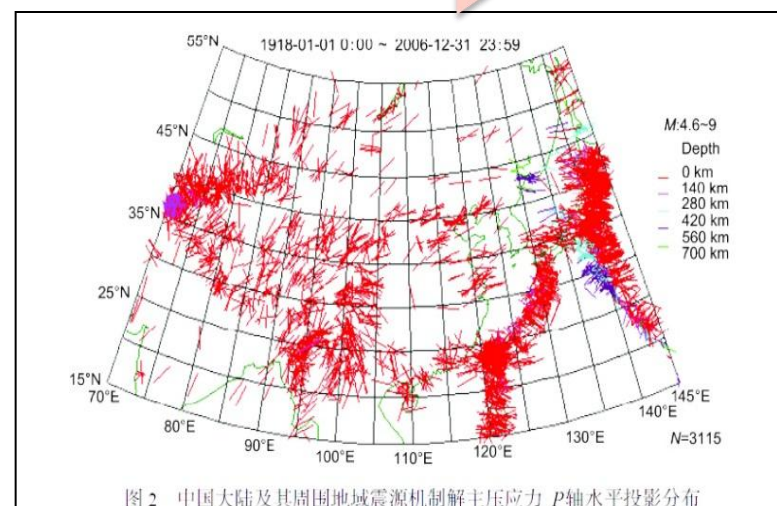 55°N
1918-01-01 0:00 ~ 2006-12-31 23:59
45°N
M:4.6~9
Depth
0 km
140 km
280 km
420 km
560 km
700 km
35°N
25°N
15°N
70°E
80°E
90°E
100°E
110°E
120°E
130°E
140°E
145°E
N=3115
图 2 中国大陆及其周围地域震源机制解主压应力 P轴水平投影分布